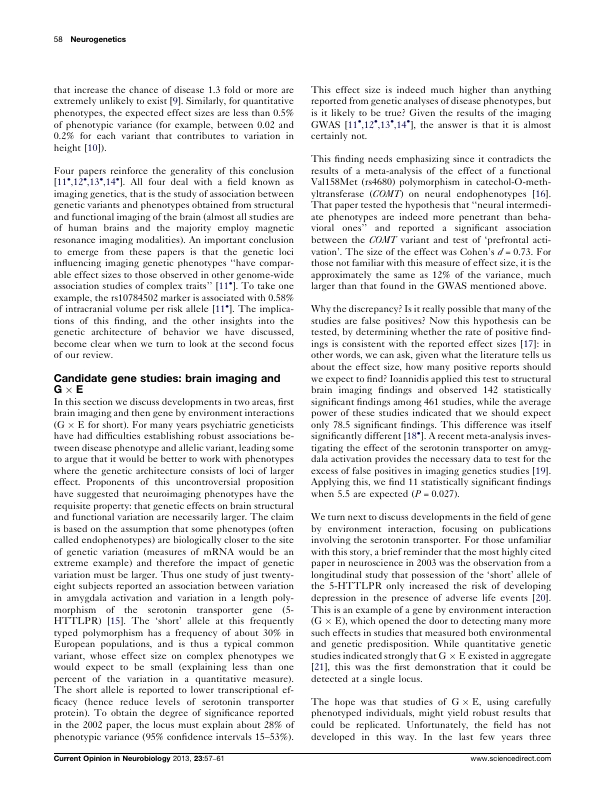 58 Neurogenetics
that increase the chance of disease 1.3 fold or more are
extremely unlikely to exist [9]. Similarly, for quantitative
phenotypes, the expected effect sizes are less than 0.5%
of phenotypic variance (for example, between 0.02 and
0.2% for each variant that contributes to variation in
height [10]).
Four papers reinforce the generality of this conclusion
[11•,12•,13•,14•]. All four deal with a field known as
imaging genetics, that is the study of association between
genetic variants and phenotypes obtained from structural
and functional imaging of the brain (almost all studies are
of human brains and the majority employ magnetic
resonance imaging modalities). An important conclusion
to emerge from these papers is that the genetic loci
influencing imaging genetic phenotypes ‘‘have compar-
able effect sizes to those observed in other genome-wide
association studies of complex traits’’ [11•]. To take one
example, the rs10784502 marker is associated with 0.58%
of intracranial volume per risk allele [11•]. The implica-
tions of this finding, and the other insights into the
genetic architecture of behavior we have discussed,
become clear when we turn to look at the second focus
of our review.
Candidate gene studies: brain imaging and
G × E
In this section we discuss developments in two areas, first
brain imaging and then gene by environment interactions
(G × E for short). For many years psychiatric geneticists
have had difficulties establishing robust associations be-
tween disease phenotype and allelic variant, leading some
to argue that it would be better to work with phenotypes
where the genetic architecture consists of loci of larger
effect. Proponents of this uncontroversial proposition
have suggested that neuroimaging phenotypes have the
requisite property: that genetic effects on brain structural
and functional variation are necessarily larger. The claim
is based on the assumption that some phenotypes (often
called endophenotypes) are biologically closer to the site
of genetic variation (measures of mRNA would be an
extreme example) and therefore the impact of genetic
variation must be larger. Thus one study of just twenty-
eight subjects reported an association between variation
in amygdala activation and variation in a length poly-
morphism of the serotonin transporter gene (5-
HTTLPR) [15]. The ‘short’ allele at this frequently
typed polymorphism has a frequency of about 30% in
European populations, and is thus a typical common
variant, whose effect size on complex phenotypes we
would expect to be small (explaining less than one
percent of the variation in a quantitative measure).
The short allele is reported to lower transcriptional ef-
ficacy (hence reduce levels of serotonin transporter
protein). To obtain the degree of significance reported
in the 2002 paper, the locus must explain about 28% of
phenotypic variance (95% confidence intervals 15–53%).
This effect size is indeed much higher than anything
reported from genetic analyses of disease phenotypes, but
is it likely to be true? Given the results of the imaging
GWAS [11•,12•,13•,14•], the answer is that it is almost
certainly not.
This finding needs emphasizing since it contradicts the
results of a meta-analysis of the effect of a functional
Val158Met (rs4680) polymorphism in catechol-O-meth-
yltransferase (COMT) on neural endophenotypes [16].
That paper tested the hypothesis that ‘‘neural intermedi-
ate phenotypes are indeed more penetrant than beha-
vioral ones’’ and reported a significant association
between the COMT variant and test of ‘prefrontal acti-
vation’. The size of the effect was Cohen's d = 0.73. For
those not familiar with this measure of effect size, it is the
approximately the same as 12% of the variance, much
larger than that found in the GWAS mentioned above.
Why the discrepancy? Is it really possible that many of the
studies are false positives? Now this hypothesis can be
tested, by determining whether the rate of positive find-
ings is consistent with the reported effect sizes [17]: in
other words, we can ask, given what the literature tells us
about the effect size, how many positive reports should
we expect to find? Ioannidis applied this test to structural
brain imaging findings and observed 142 statistically
significant findings among 461 studies, while the average
power of these studies indicated that we should expect
only 78.5 significant findings. This difference was itself
significantly different [18•]. A recent meta-analysis inves-
tigating the effect of the serotonin transporter on amyg-
dala activation provides the necessary data to test for the
excess of false positives in imaging genetics studies [19].
Applying this, we find 11 statistically significant findings
when 5.5 are expected (P = 0.027).
We turn next to discuss developments in the field of gene
by environment interaction, focusing on publications
involving the serotonin transporter. For those unfamiliar
with this story, a brief reminder that the most highly cited
paper in neuroscience in 2003 was the observation from a
longitudinal study that possession of the ‘short’ allele of
the 5-HTTLPR only increased the risk of developing
depression in the presence of adverse life events [20].
This is an example of a gene by environment interaction
(G × E), which opened the door to detecting many more
such effects in studies that measured both environmental
and genetic predisposition. While quantitative genetic
studies indicated strongly that G × E existed in aggregate
[21], this was the first demonstration that it could be
detected at a single locus.
The hope was that studies of G × E, using carefully
phenotyped individuals, might yield robust results that
could be replicated. Unfortunately, the field has not
developed in this way. In the last few years three
Current Opinion in Neurobiology 2013, 23:57–61
www.sciencedirect.com